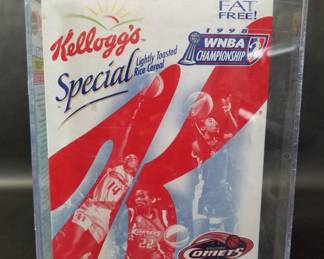 FAT
FREE!
Kellogg's
1998
WNBA
CHAMPIONSHIP
Special
Lightly Toasted
Rice Cereal
14
22
COMETS